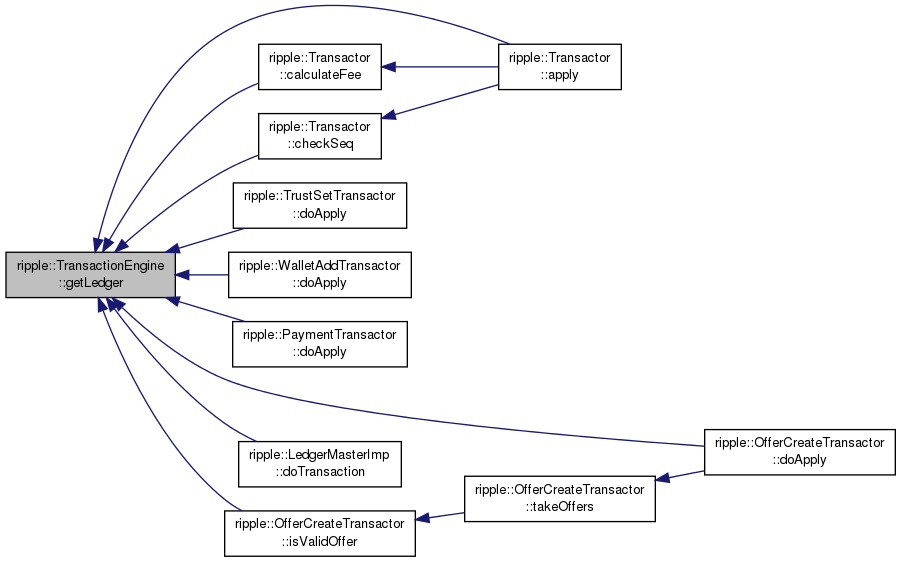 ripple::Transactor
::calculateFee
ripple::Transactor
::apply
ripple::Transactor
::checkSeq
ripple::TrustSetTransactor
::doApply
ripple::TransactionEngine
::getLedger
ripple::WalletAddTransactor
::doApply
ripple::PaymentTransactor
::doApply
ripple::LedgerMasterImp
::doTransaction
ripple::OfferCreateTransactor
::doApply
ripple::OfferCreateTransactor
::takeOffers
ripple::OfferCreateTransactor
::isValidOffer